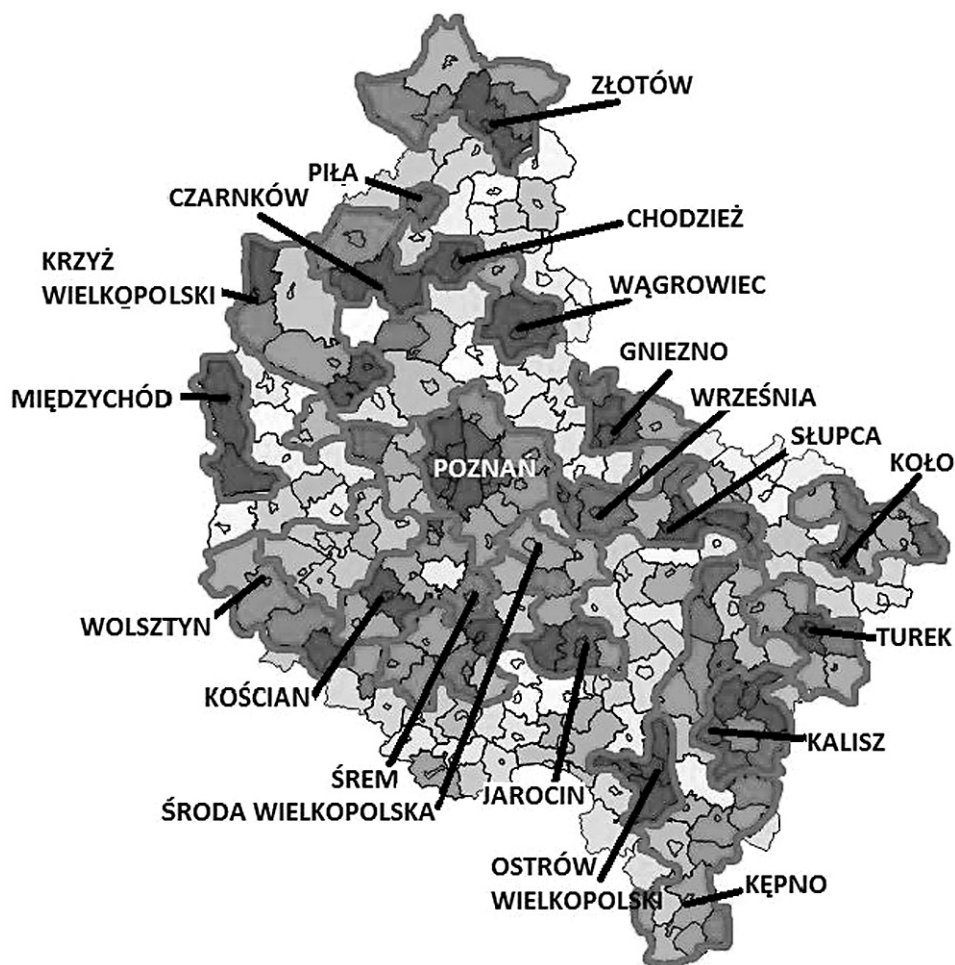 ZŁOTÓW
PIŁA
CZARNKÓW
CHODZIEŻ
KRZYŻ
WIELKOPOLSKI
WĄGROWIEC
GNIEZNO
MIĘDZYCHÓD
WRZEŚNIA
SŁUPCA
POZNAŃ
KOŁO
WOLSZTYN
TUREK
KOŚCIAN
KALISZ
ŚREM
ŚRODA WIELKOPOLSKA
JAROCIN
OSTRÓW
WIELKOPOLSKI
KĘPNO